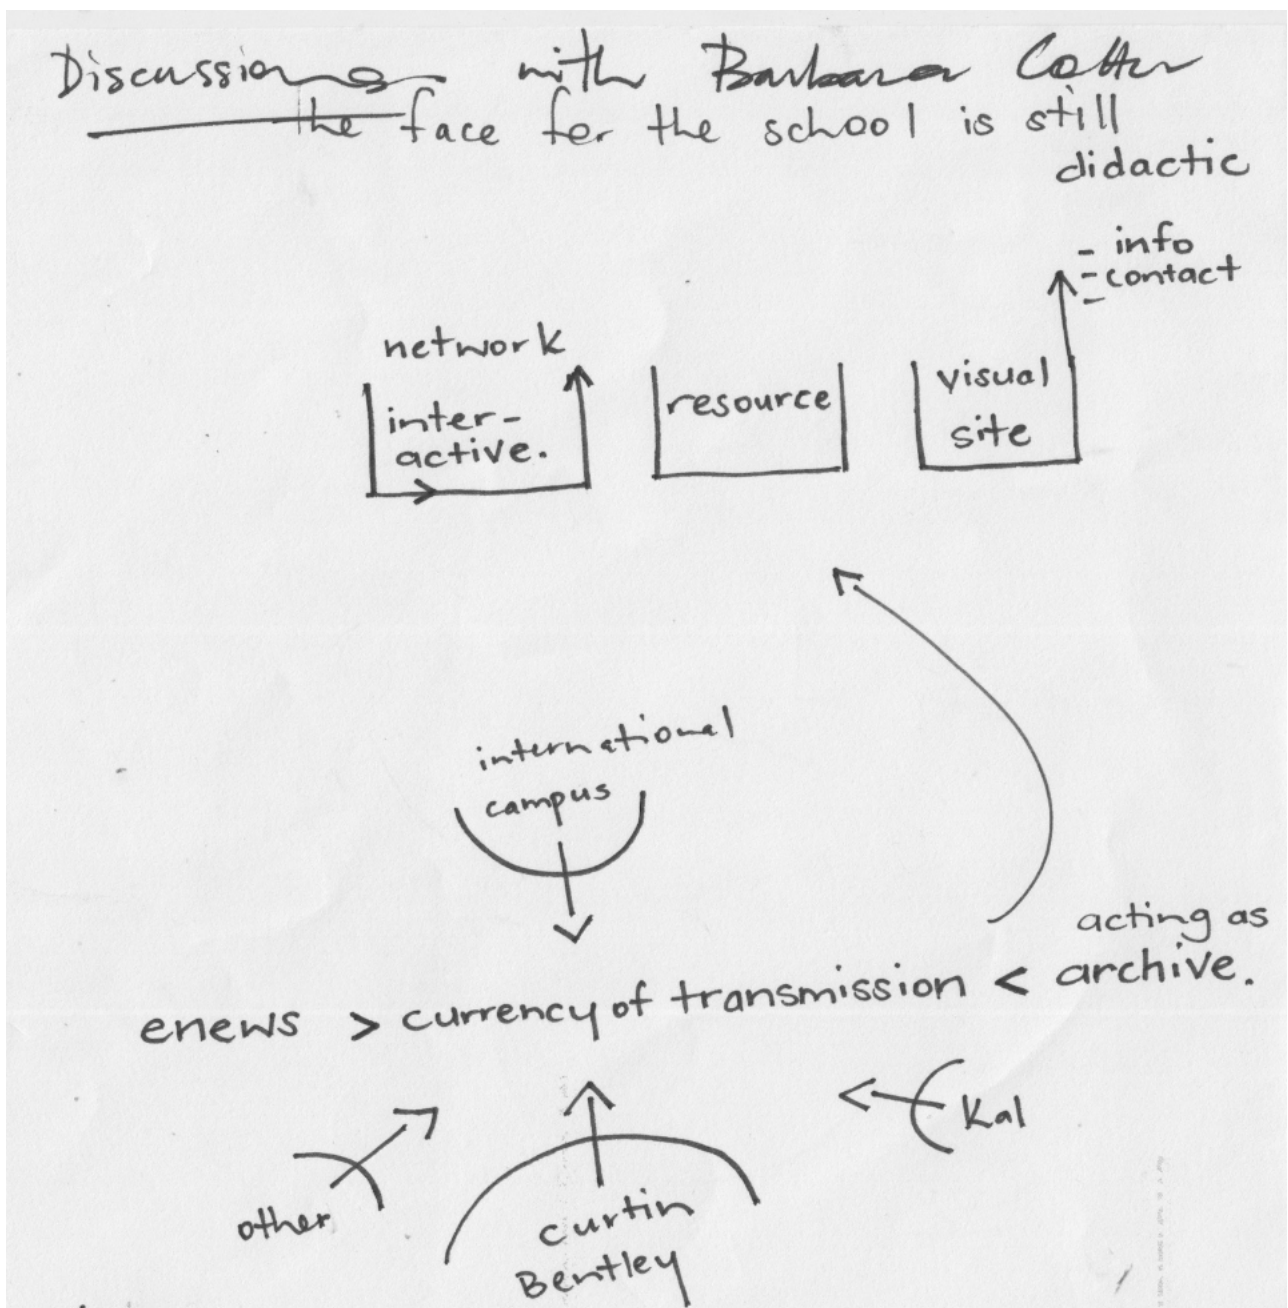 Discussions with Barbara Cotter
the face for the school is still
didactic
- info
- contact
-
network
inter-
active.
resource
visual
site
international
campus
acting as
enews > currency of transmission < archive.
Kal
other
curtin
Bentley